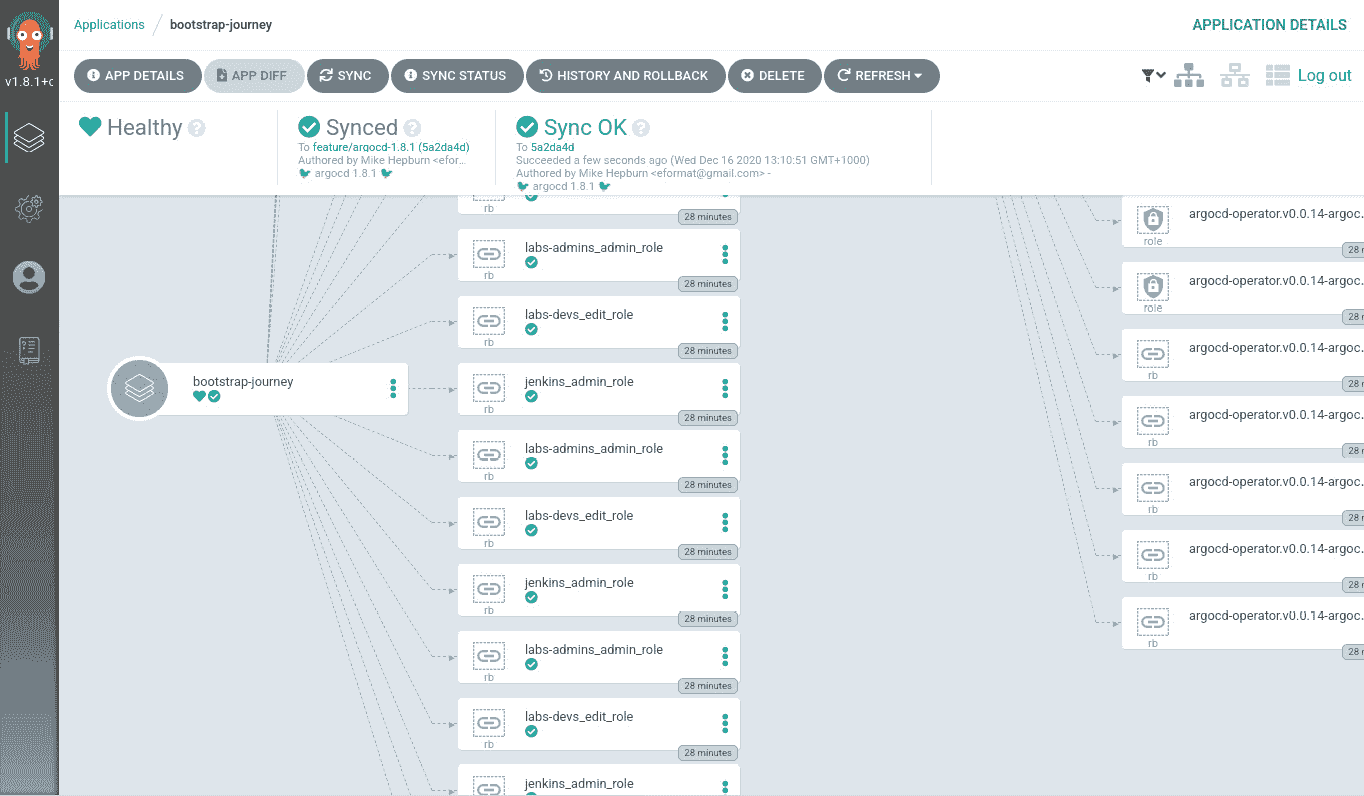 Applications / bootstrap-journey
APPLICATION DETAILS
v1.8.1+c
APP DETAILS
APP DIFF
SYNC
SYNC STATUS
HISTORY AND ROLLBACK
DELETE
REFRESH
Log out
Healthy ?
Synced ?
To feature/argocd-1.8.1 (5a2da4d)
Authored by Mike Hepburn <efor...
argocd 1.8.1
Sync OK ?
To 5a2da4d
Succeeded a few seconds ago (Wed Dec 16 2020 13:10:51 GMT+1000)
Authored by Mike Hepburn <eformat@gmail.com> -
argocd 1.8.1
bootstrap-journey
rb
28 minutes
labs-admins_admin_role
rb
28 minutes
labs-devs_edit_role
rb
28 minutes
jenkins_admin_role
rb
28 minutes
labs-admins_admin_role
rb
28 minutes
labs-devs_edit_role
rb
28 minutes
jenkins_admin_role
rb
28 minutes
labs-admins_admin_role
rb
28 minutes
labs-devs_edit_role
rb
28 minutes
jenkins_admin_role
argocd-operator.v0.0.14-argoc.
role
28 r
argocd-operator.v0.0.14-argoc.
role
28 r
argocd-operator.v0.0.14-argoc.
rb
28 r
argocd-operator.v0.0.14-argoc.
rb
28 r
argocd-operator.v0.0.14-argoc.
rb
28 r
argocd-operator.v0.0.14-argoc.
rb
28 r
argocd-operator.v0.0.14-argoc.
rb
28 r